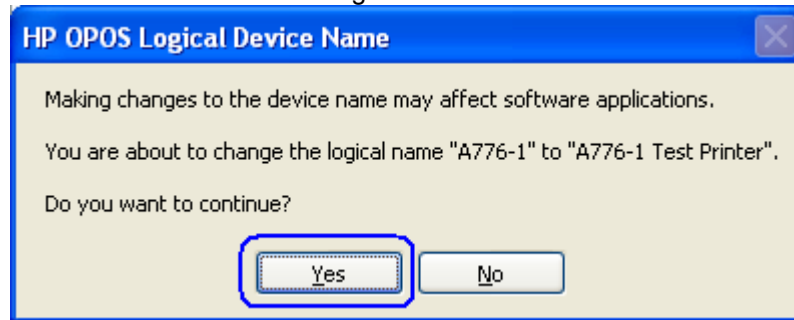 HP OPOS Logical Device Name
Making changes to the device name may affect software applications.
You are about to change the logical name "A776-1" to "A776-1 Test Printer".
Do you want to continue?
Yes
No